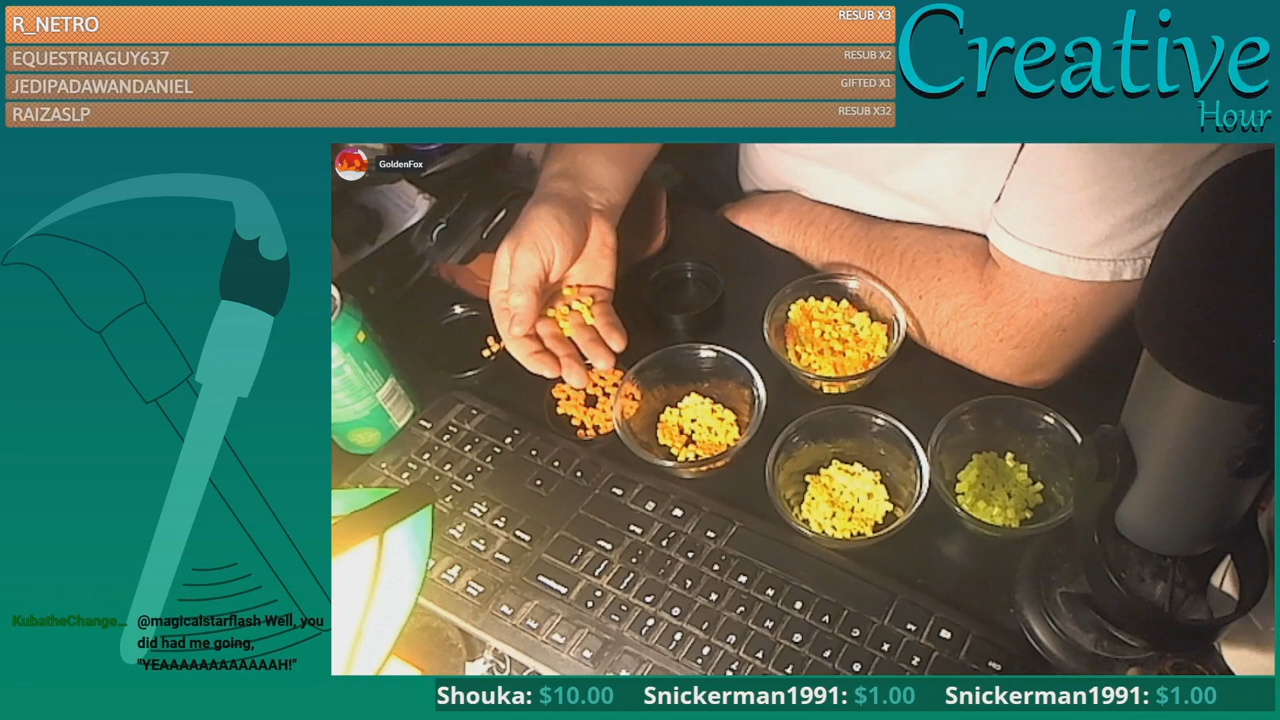 R_NETRO RESUB X3
EQUESTRIAGUY637 RESUB X2
JEDIPADAWANDANIEL GIFTED X1
RAIZASLP RESUB X32
Creative
Hour
GoldenFox
KubatheChange... @magicalstarflash Well, you
did had me going,
"YEAAAAAAAAAAAAH!"
Shouka: $10.00 Snickerman1991: $1.00 Snickerman1991: $1.00